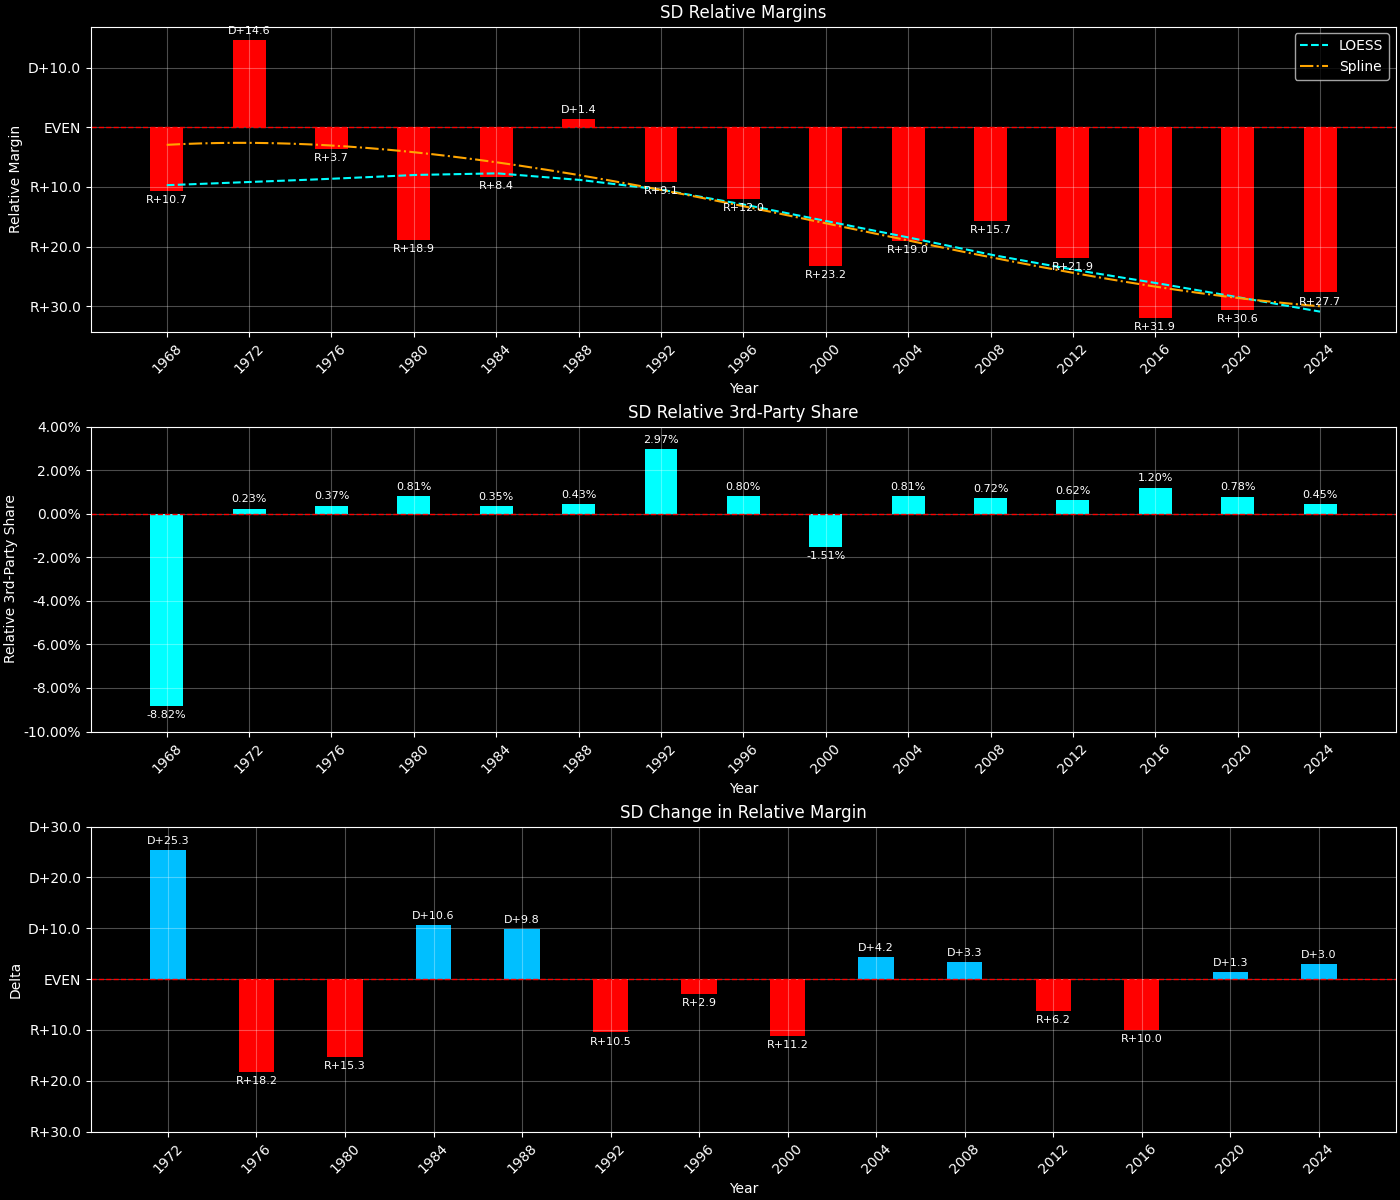 SD Relative Margins
D+10.0
EVEN
R+10.0
R+20.0
R+30.0
Relative Margin
LOESS
Spline
R+10.7
D+14.6
R+3.7
R+18.9
R+8.4
D+1.4
R+9.1
R+12.0
R+23.2
R+19.0
R+15.7
R+21.9
R+31.9
R+30.6
R+27.7
1968
1972
1976
1980
1984
1988
1992
1996
2000
2004
2008
2012
2016
2020
2024
Year
SD Relative 3rd-Party Share
4.00%
2.00%
0.00%
-2.00%
-4.00%
-6.00%
-8.00%
-10.00%
Relative 3rd-Party Share
-8.82%
0.23%
0.37%
0.81%
0.35%
0.43%
2.97%
0.80%
-1.51%
0.81%
0.72%
0.62%
1.20%
0.78%
0.45%
1968
1972
1976
1980
1984
1988
1992
1996
2000
2004
2008
2012
2016
2020
2024
Year
SD Change in Relative Margin
D+30.0
D+20.0
D+10.0
EVEN
R+10.0
R+20.0
R+30.0
Delta
D+25.3
R+18.2
R+15.3
D+10.6
D+9.8
R+10.5
R+2.9
R+11.2
D+4.2
D+3.3
R+6.2
R+10.0
D+1.3
D+3.0
1972
1976
1980
1984
1988
1992
1996
2000
2004
2008
2012
2016
2020
2024
Year